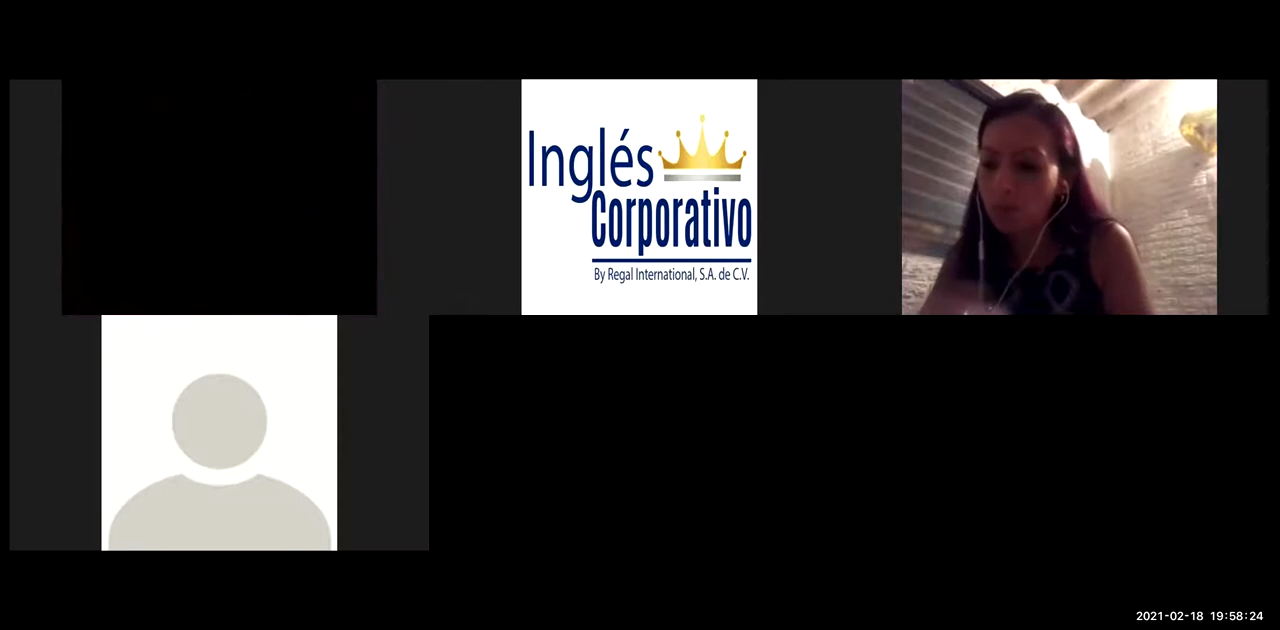 Inglés
Corporativo
By Regal International, S.A. de C.V.
2021-02-18 19:58:24